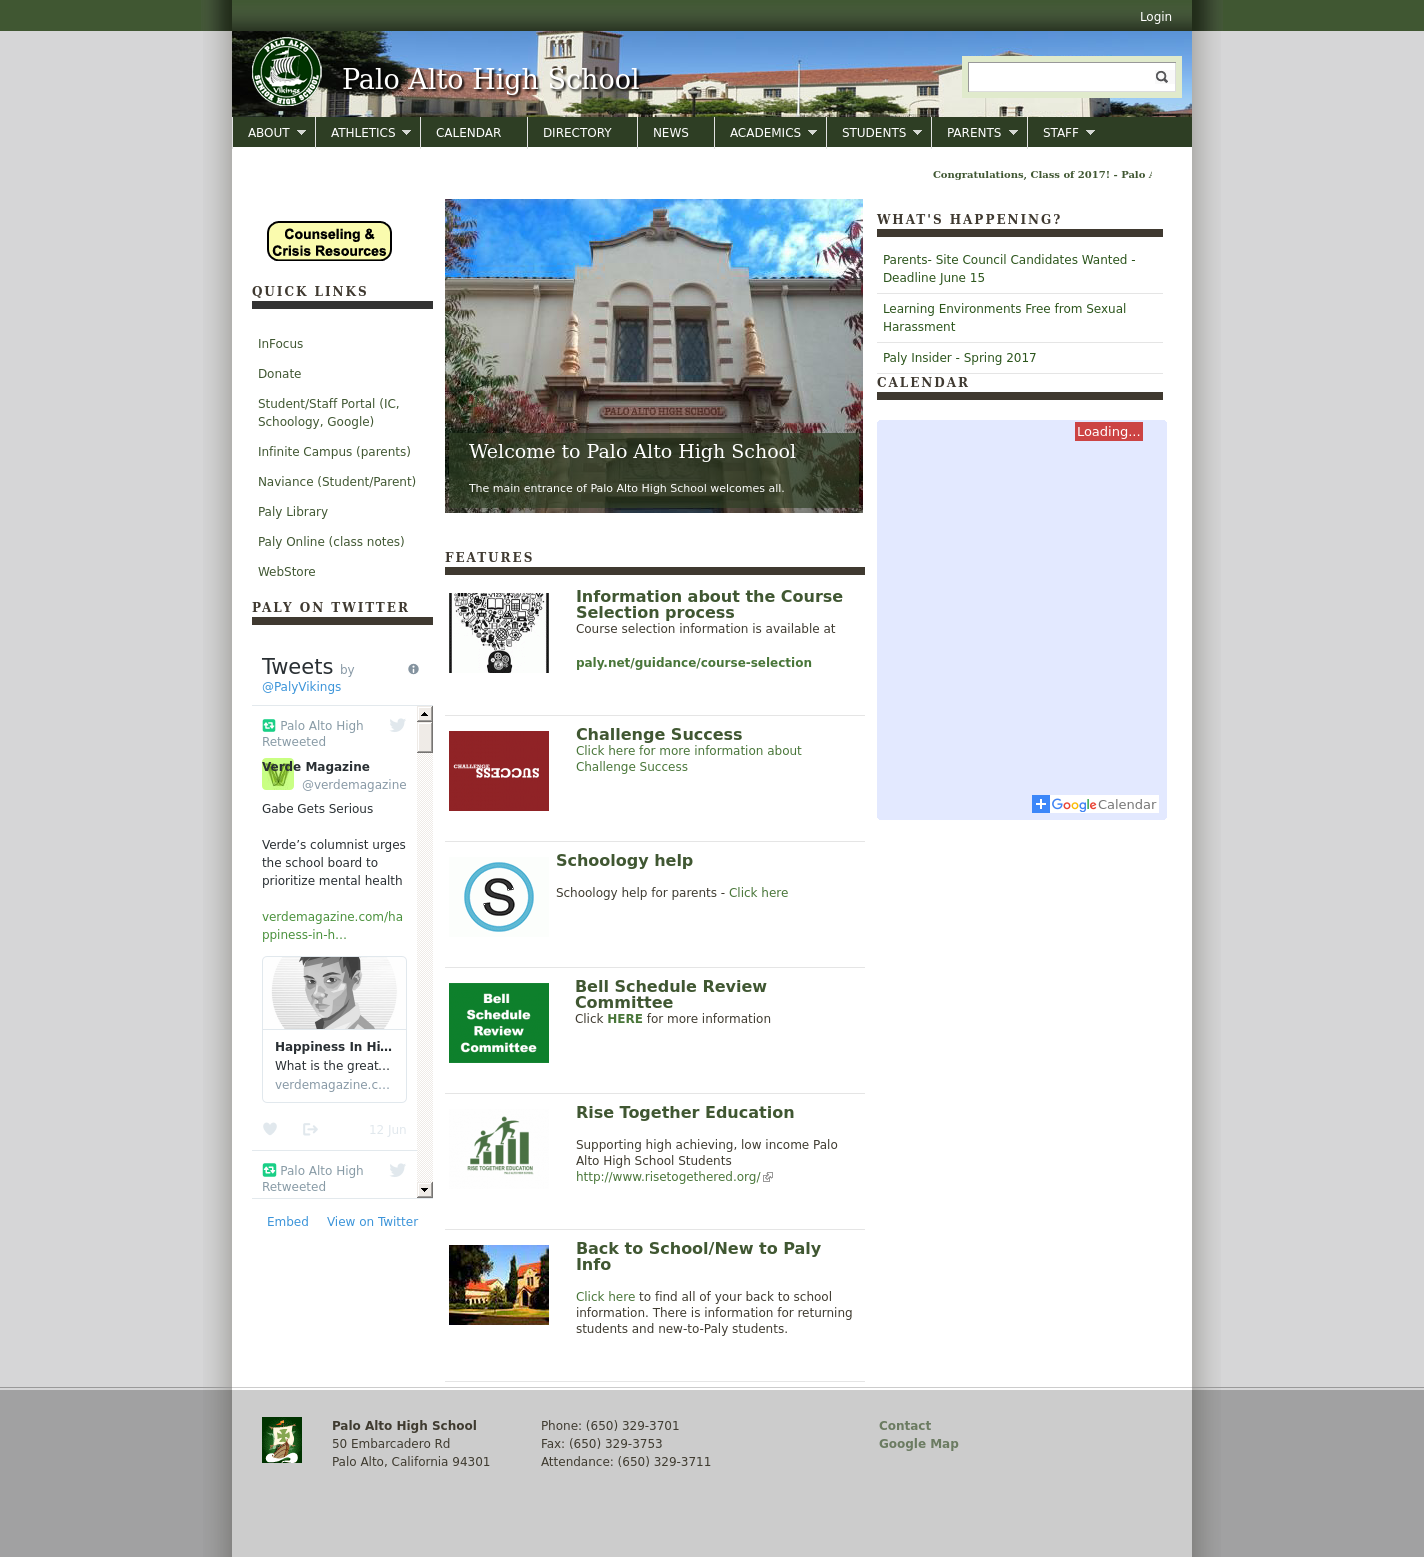 Login
PALO ALTO
Vikings
SENIOR HIGH SCHOOL
Palo Alto High School
ABOUT
ATHLETICS
CALENDAR
DIRECTORY
NEWS
ACADEMICS
STUDENTS
PARENTS
STAFF
Congratulations, Class of 2017! - Palo
Counseling &
Crisis Resources
QUICK LINKS
InFocus
Donate
Student/Staff Portal (IC,
Schoology, Google)
Infinite Campus (parents)
Naviance (Student/Parent)
Paly Library
Paly Online (class notes)
WebStore
PALY ON TWITTER
Tweets by
@PalyVikings
Palo Alto High
Retweeted
Verde Magazine
@verdemagazine
Gabe Gets Serious
Verde’s columnist urges
the school board to
prioritize mental health
verdemagazine.com/ha
ppiness-in-h…
Happiness In Hi…
What is the great…
verdemagazine.c…
12 Jun
Palo Alto High
Retweeted
Embed
View on Twitter
PALO ALTO HIGH SCHOOL
Welcome to Palo Alto High School
The main entrance of Palo Alto High School welcomes all.
FEATURES
Information about the Course
Selection process
Course selection information is available at
paly.net/guidance/course-selection
CHALLENGE
SUCCESS
Challenge Success
Click here for more information about
Challenge Success
S
Schoology help
Schoology help for parents - Click here
Bell
Schedule
Review
Committee
Bell Schedule Review
Committee
Click HERE for more information
RISE TOGETHER EDUCATION
Rise Together Education
Supporting high achieving, low income Palo
Alto High School Students
http://www.risetogethered.org/
Back to School/New to Paly
Info
Click here to find all of your back to school
information. There is information for returning
students and new-to-Paly students.
WHAT'S HAPPENING?
Parents- Site Council Candidates Wanted -
Deadline June 15
Learning Environments Free from Sexual
Harassment
Paly Insider - Spring 2017
CALENDAR
Loading...
Google Calendar
Palo Alto High School
50 Embarcadero Rd
Palo Alto, California 94301
Phone: (650) 329-3701
Fax: (650) 329-3753
Attendance: (650) 329-3711
Contact
Google Map